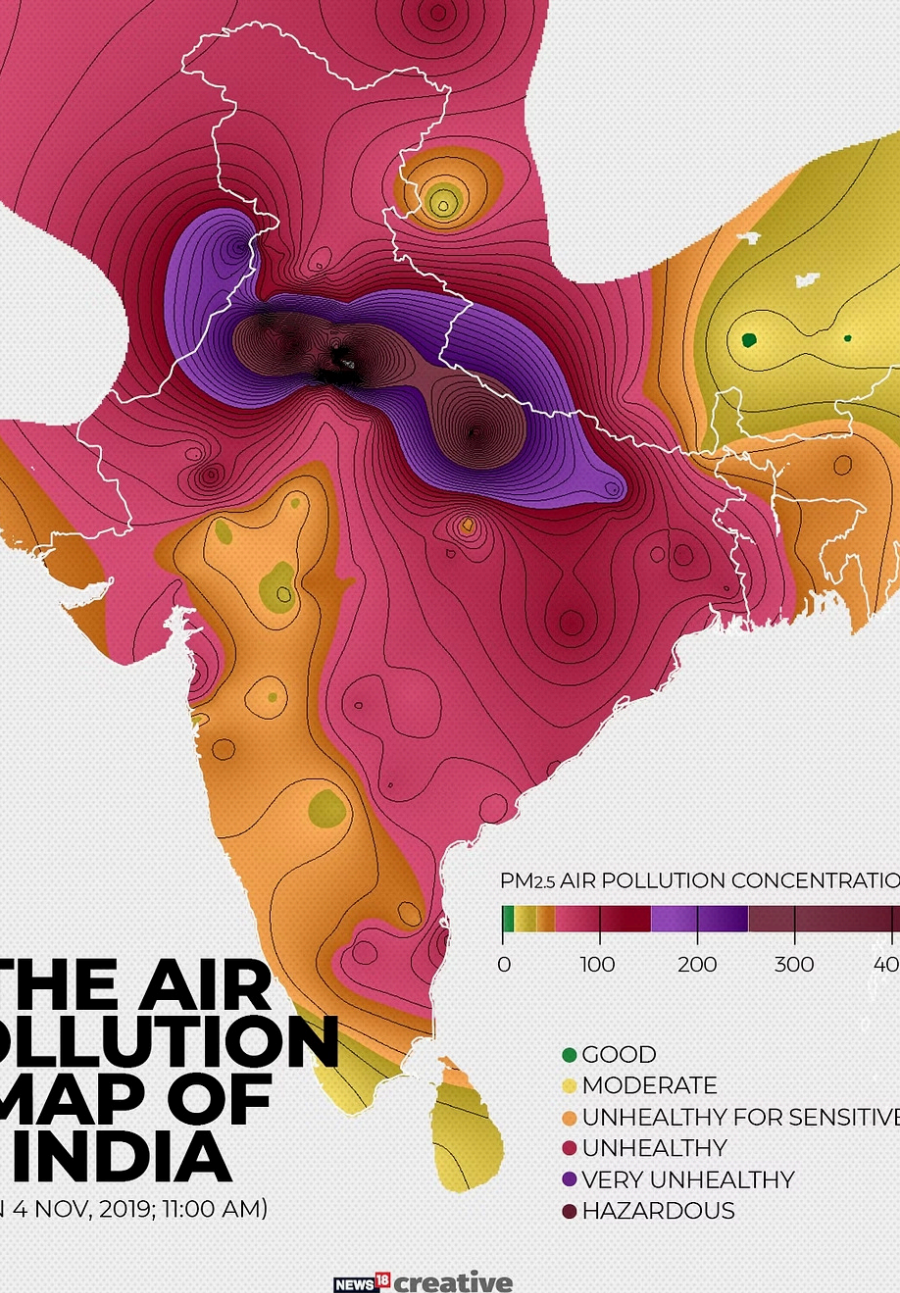 PM2.5 AIR POLLUTION CONCENTRATIO
0 100 200 300 40
THE AIR
OLLUTION
MAP OF
INDIA
N 4 NOV, 2019; 11:00 AM)
GOOD
MODERATE
UNHEALTHY FOR SENSITIVE
UNHEALTHY
VERY UNHEALTHY
HAZARDOUS
NEWS18 creative